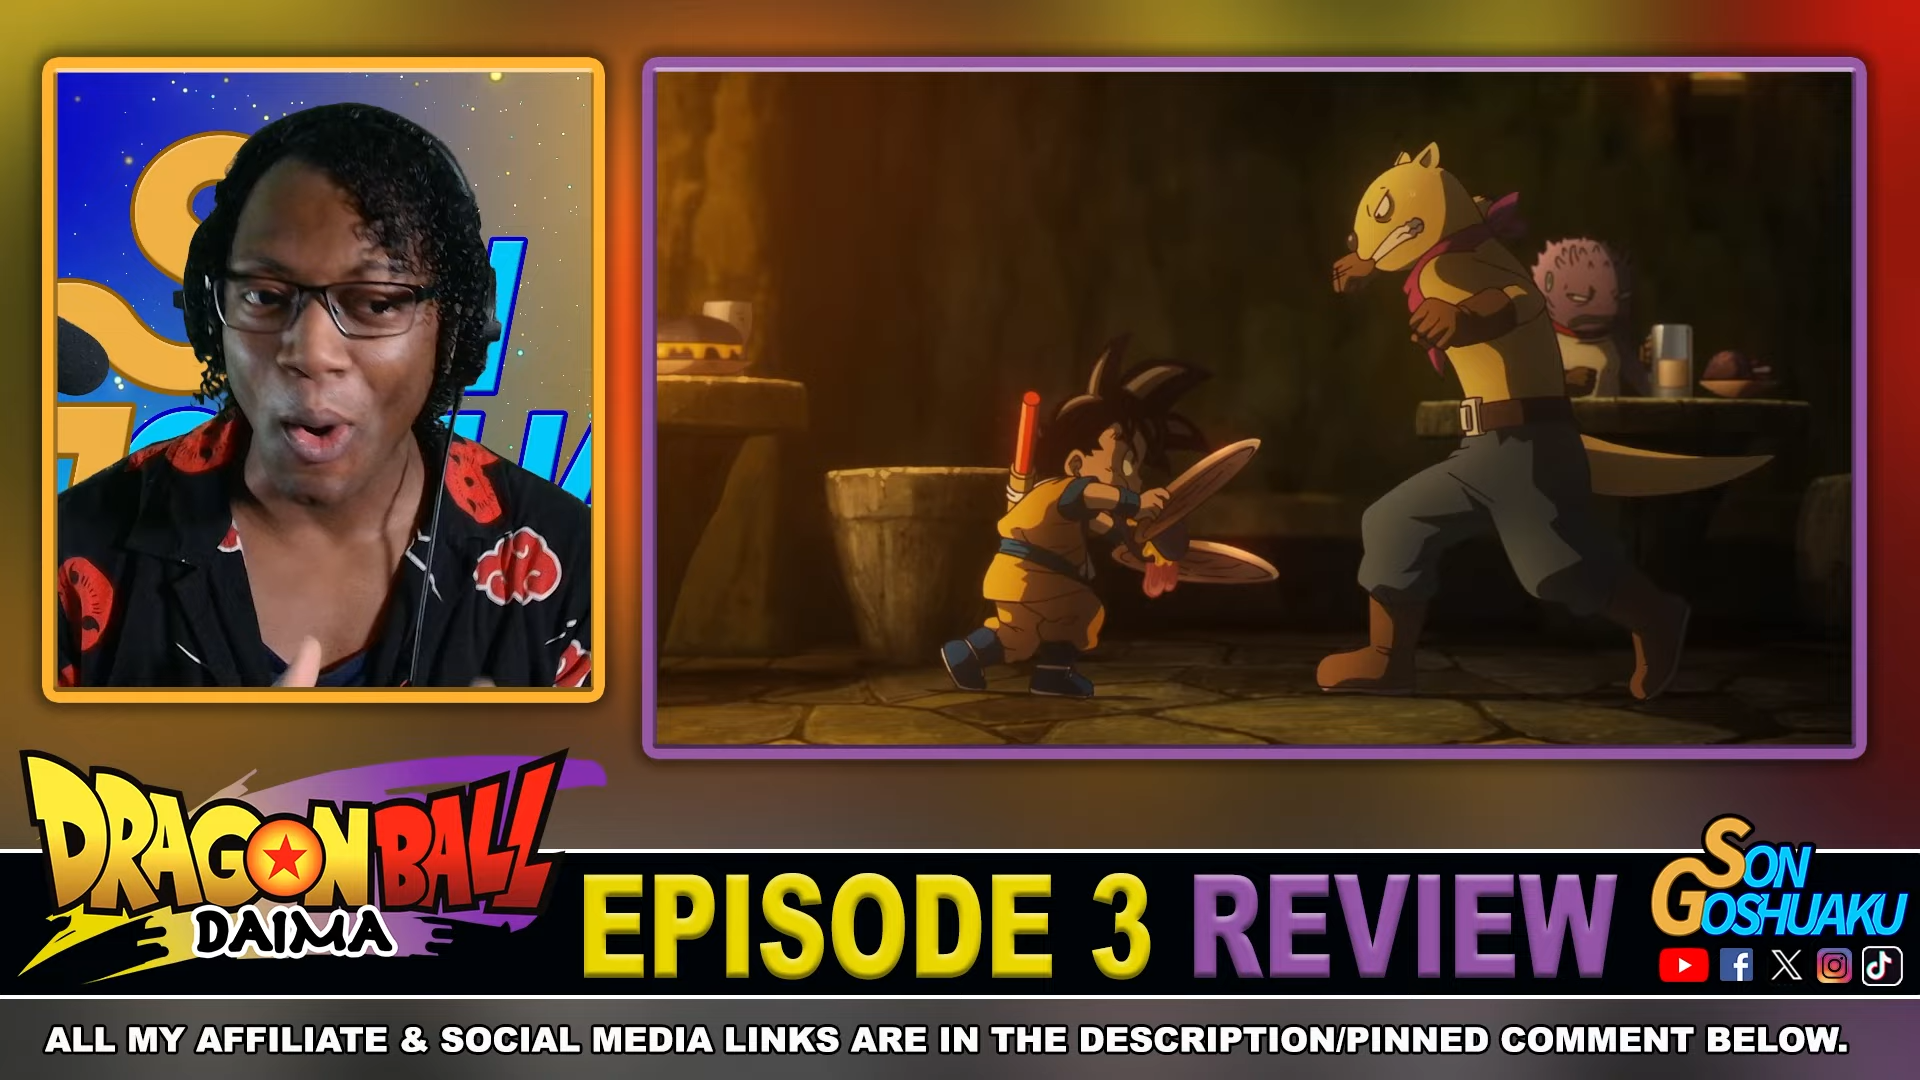 DRAGON BALL
DAIMA
EPISODE 3 REVIEW
SON
GOSHUAKU
ALL MY AFFILIATE & SOCIAL MEDIA LINKS ARE IN THE DESCRIPTION/PINNED COMMENT BELOW.